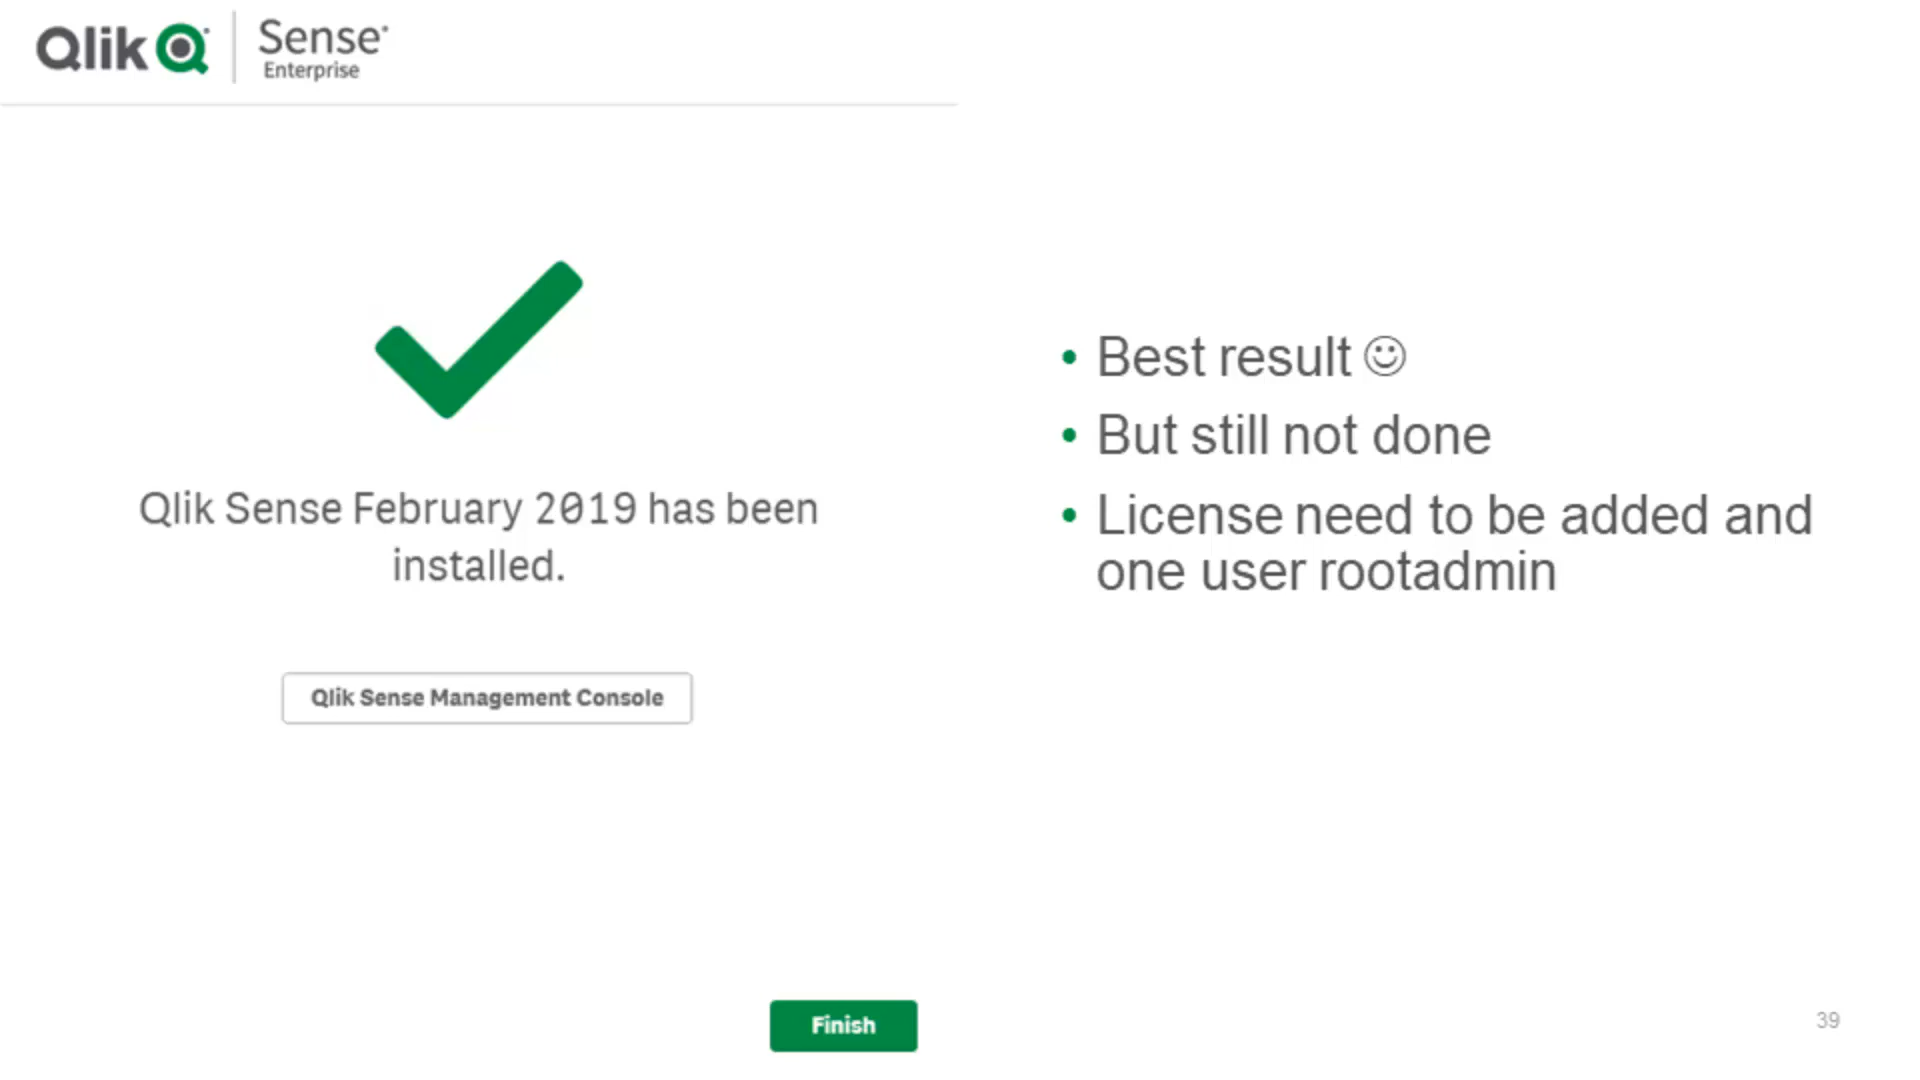 Qlik
Sense
Enterprise
Qlik Sense February 2019 has been
installed.
Qlik Sense Management Console
Finish
• Best result ☺
• But still not done
• License need to be added and
one user rootadmin
39